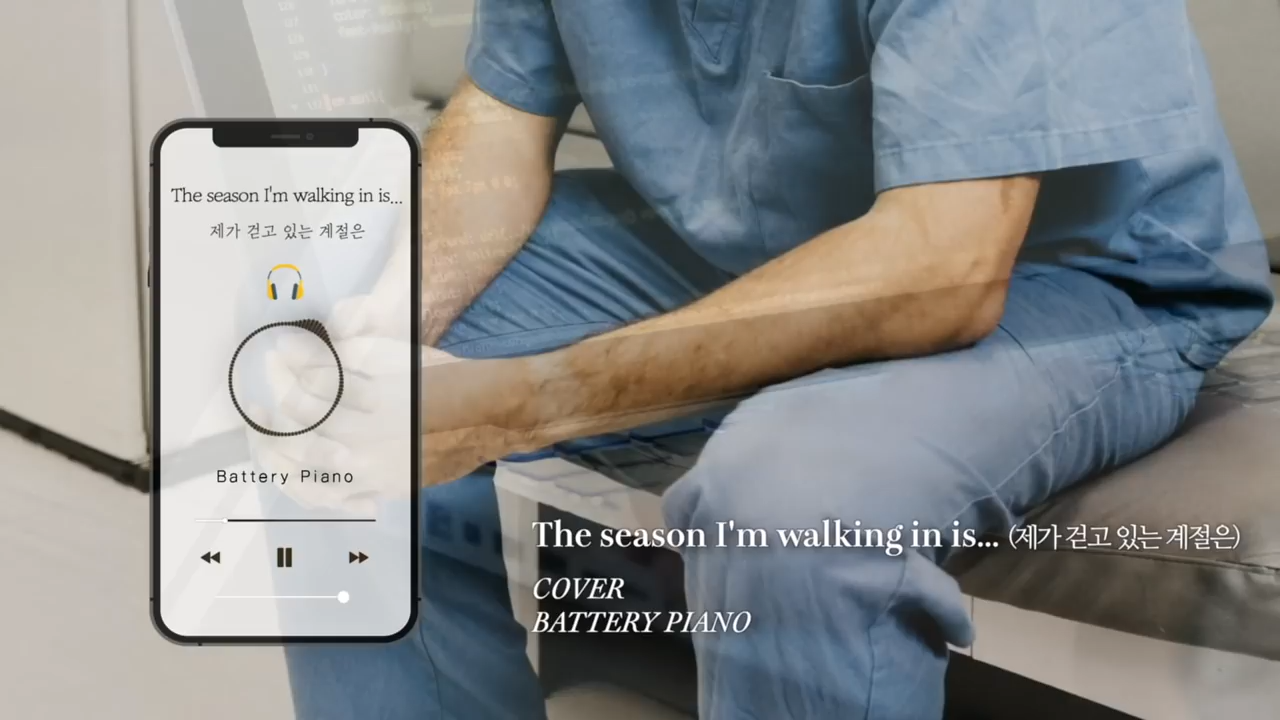 The season I'm walking in is...
제가 걷고 있는 계절은
Battery Piano
The season I'm walking in is... (제가 걷고 있는 계절은)
COVER
BATTERY PIANO